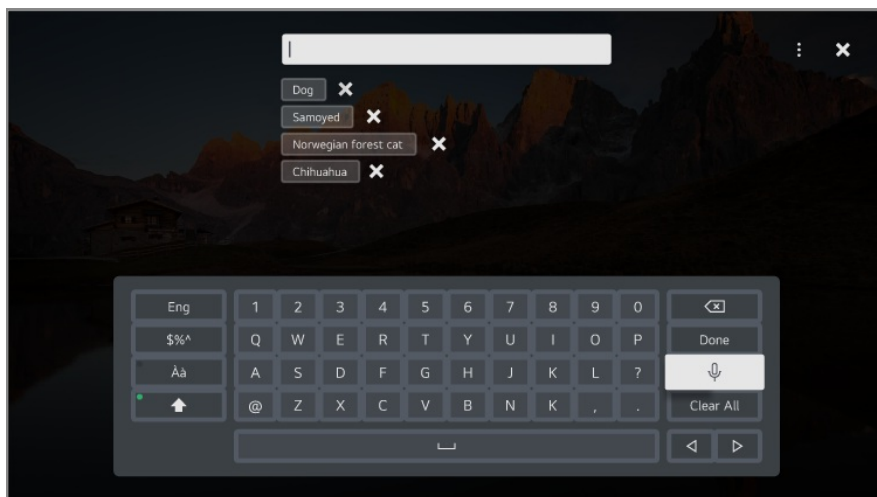 Dog
Samoyed
Norwegian forest cat
Chihuahua
Eng 1 2 3 4 5 6 7 8 9 0
$%^ Q W E R T Y U I O P Done
Àà A S D F G H J K L ?
@ Z X C V B N K , . Clear All